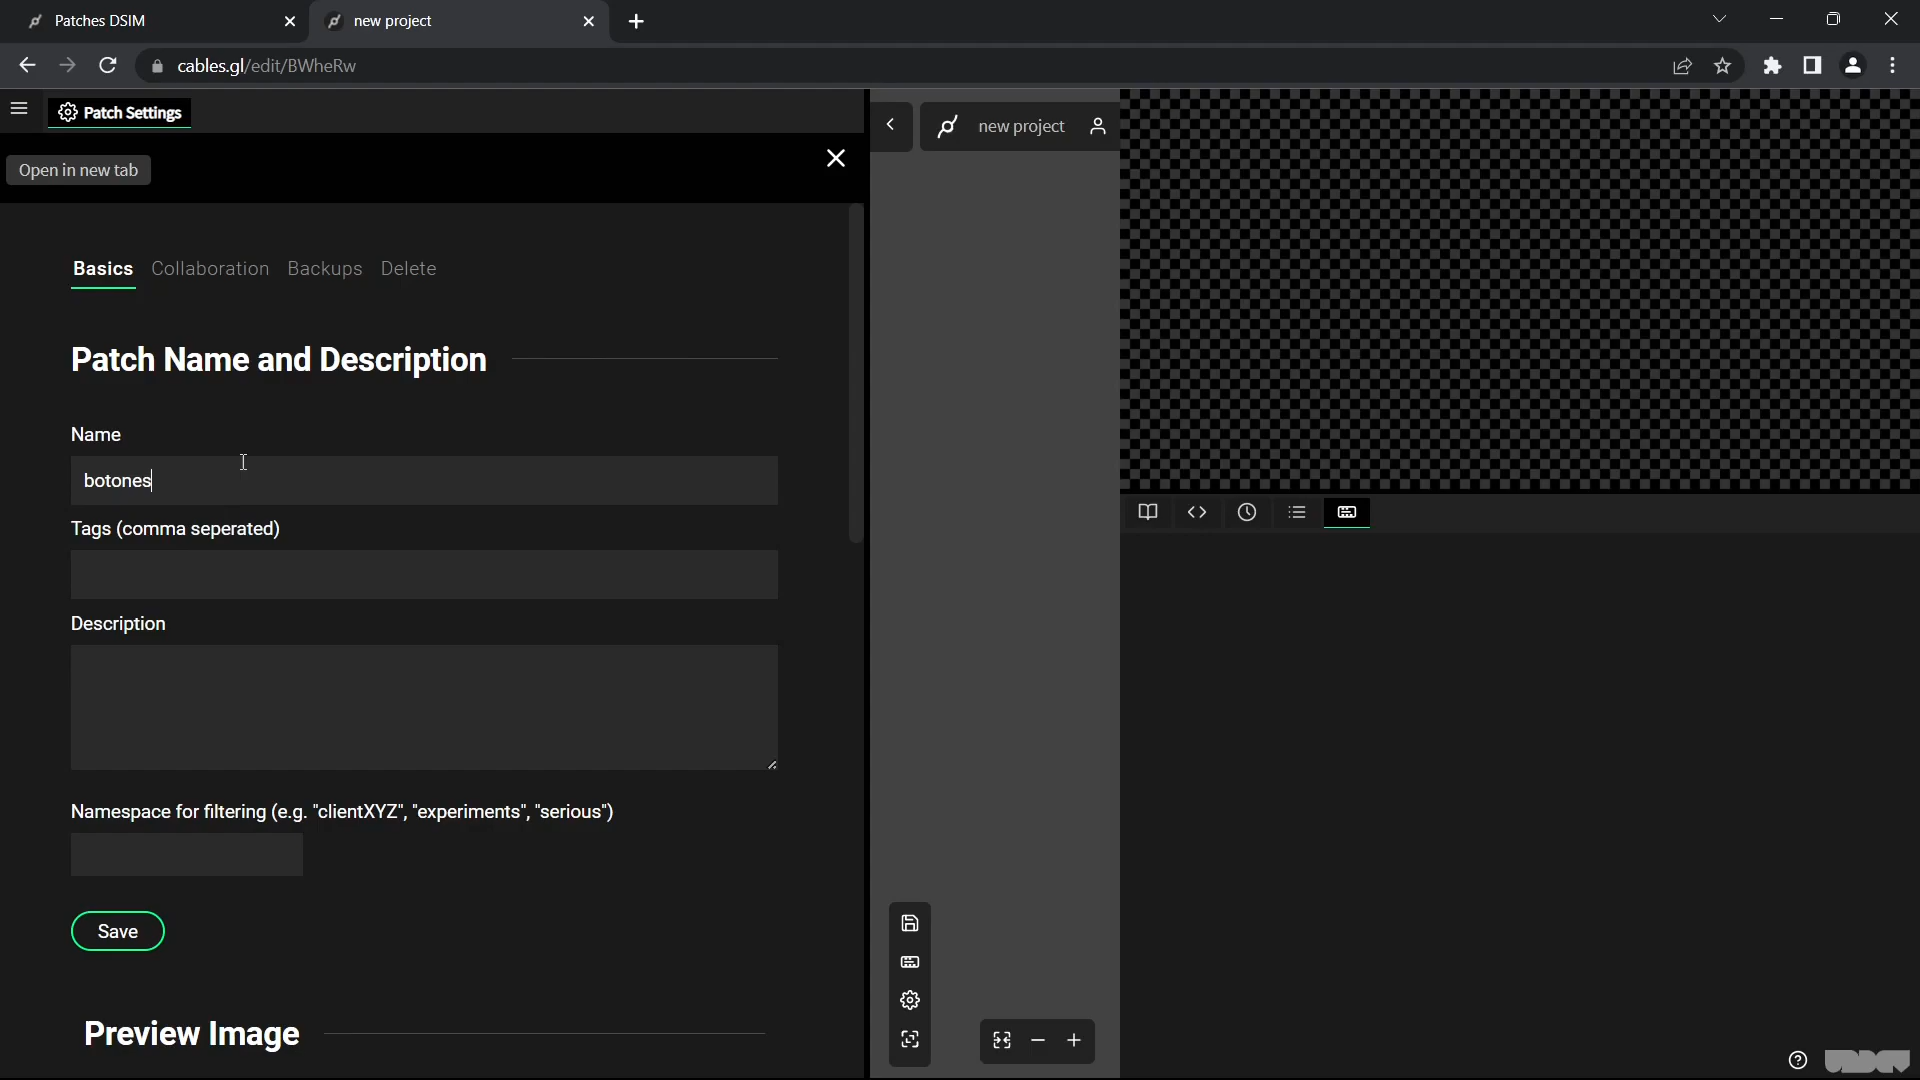 Patches DSIM
new project
cables.gl/edit/BWheRw
Patch Settings
new project
Open in new tab
Basics Collaboration Backups Delete
Patch Name and Description
Name
botones
Tags (comma seperated)
Description
Namespace for filtering (e.g. "clientXYZ", "experiments", "serious")
Save
Preview Image